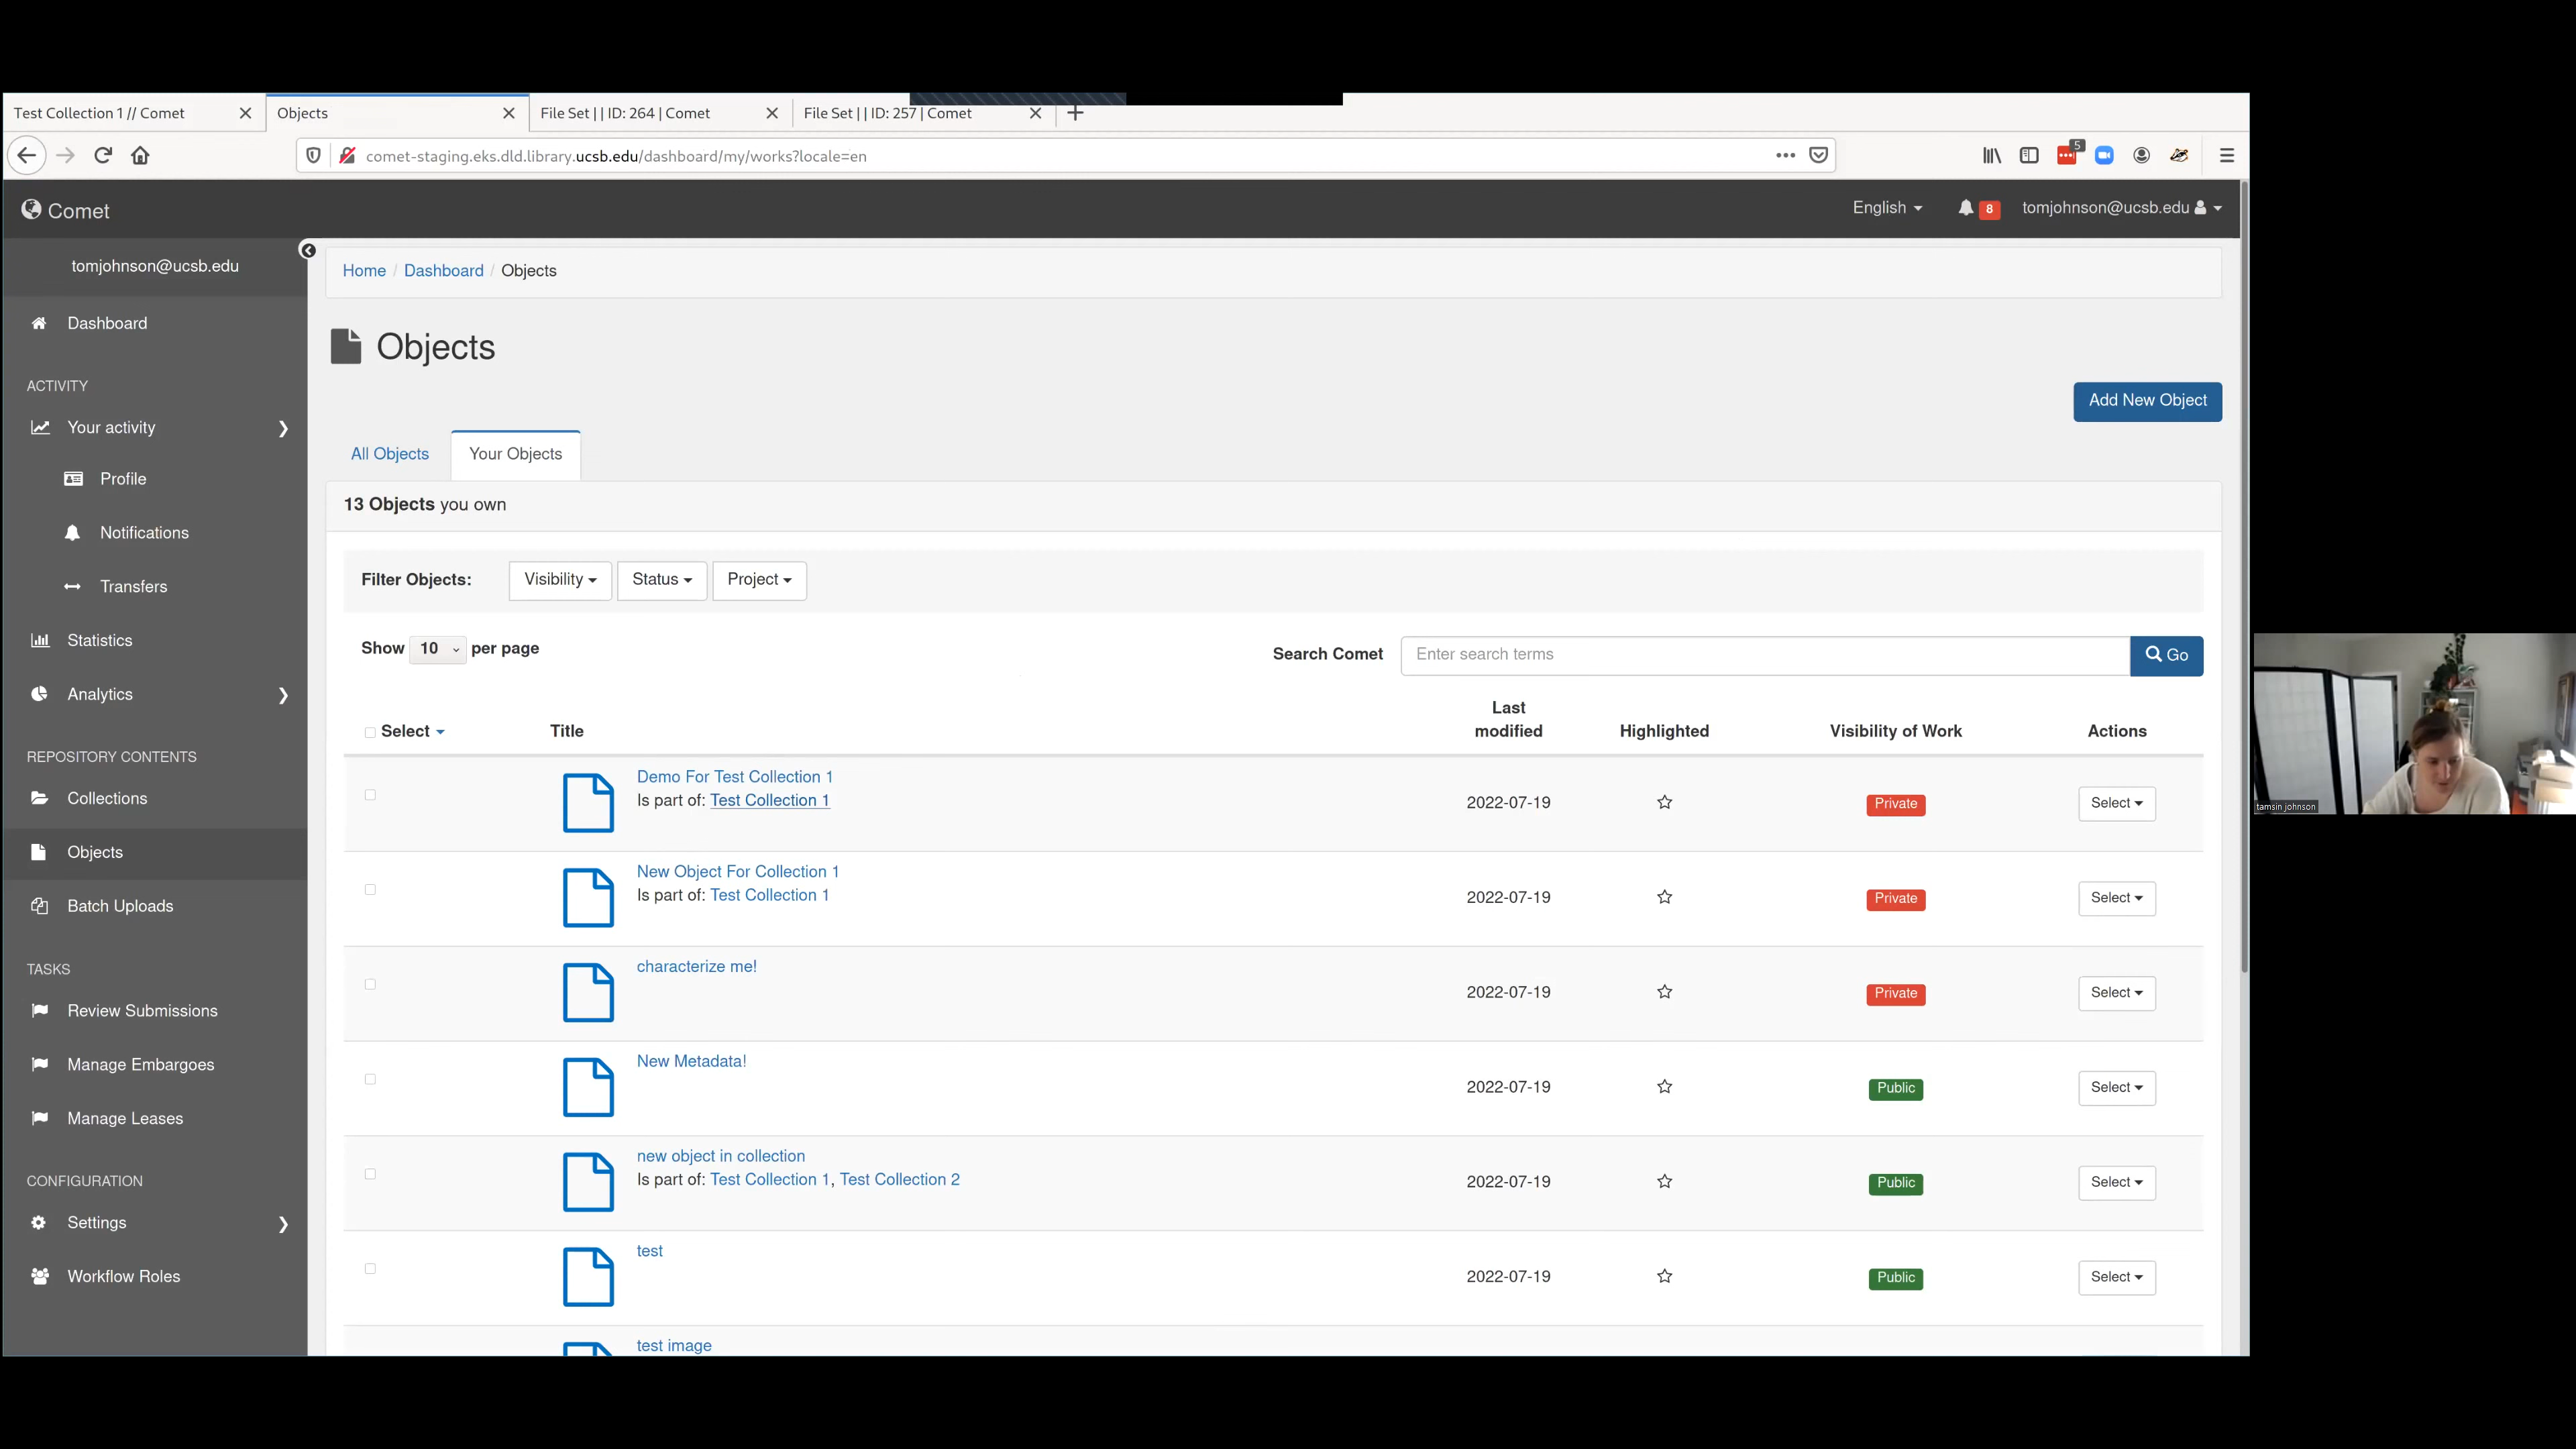 Test Collection 1 // Comet
Objects
File Set | | ID: 264 | Comet
File Set | | ID: 257 | Comet
comet-staging.eks.dld.library.ucsb.edu/dashboard/my/works?locale=en
5
Comet
English
8
tomjohnson@ucsb.edu
tomjohnson@ucsb.edu
Dashboard
ACTIVITY
Your activity
Profile
Notifications
Transfers
Statistics
Analytics
REPOSITORY CONTENTS
Collections
Objects
Batch Uploads
TASKS
Review Submissions
Manage Embargoes
Manage Leases
CONFIGURATION
Settings
Workflow Roles
Home / Dashboard / Objects
Objects
Add New Object
All Objects
Your Objects
13 Objects you own
Filter Objects:
Visibility
Status
Project
Show 10 per page
Search Comet
Enter search terms
Go
Select
Title
Last
modified
Highlighted
Visibility of Work
Actions
Demo For Test Collection 1
Is part of: Test Collection 1
2022-07-19
Private
Select
New Object For Collection 1
Is part of: Test Collection 1
2022-07-19
Private
Select
characterize me!
2022-07-19
Private
Select
New Metadata!
2022-07-19
Public
Select
new object in collection
Is part of: Test Collection 1, Test Collection 2
2022-07-19
Public
Select
test
2022-07-19
Public
Select
test image
tamsin johnson